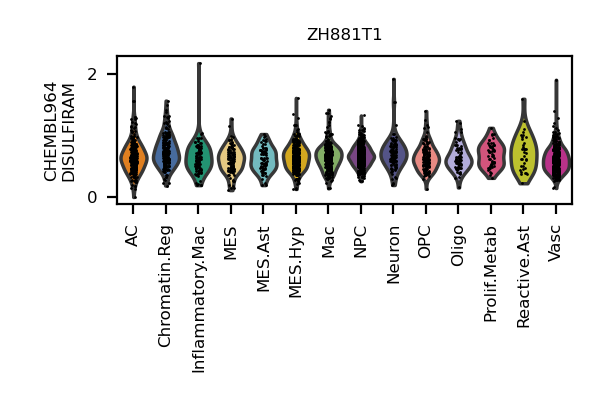 ZH881T1
CHEMBL964
DISULFIRAM
2
0
AC
Chromatin.Reg
Inflammatory.Mac
MES
MES.Ast
MES.Hyp
Mac
NPC
Neuron
OPC
Oligo
Prolif.Metab
Reactive.Ast
Vasc